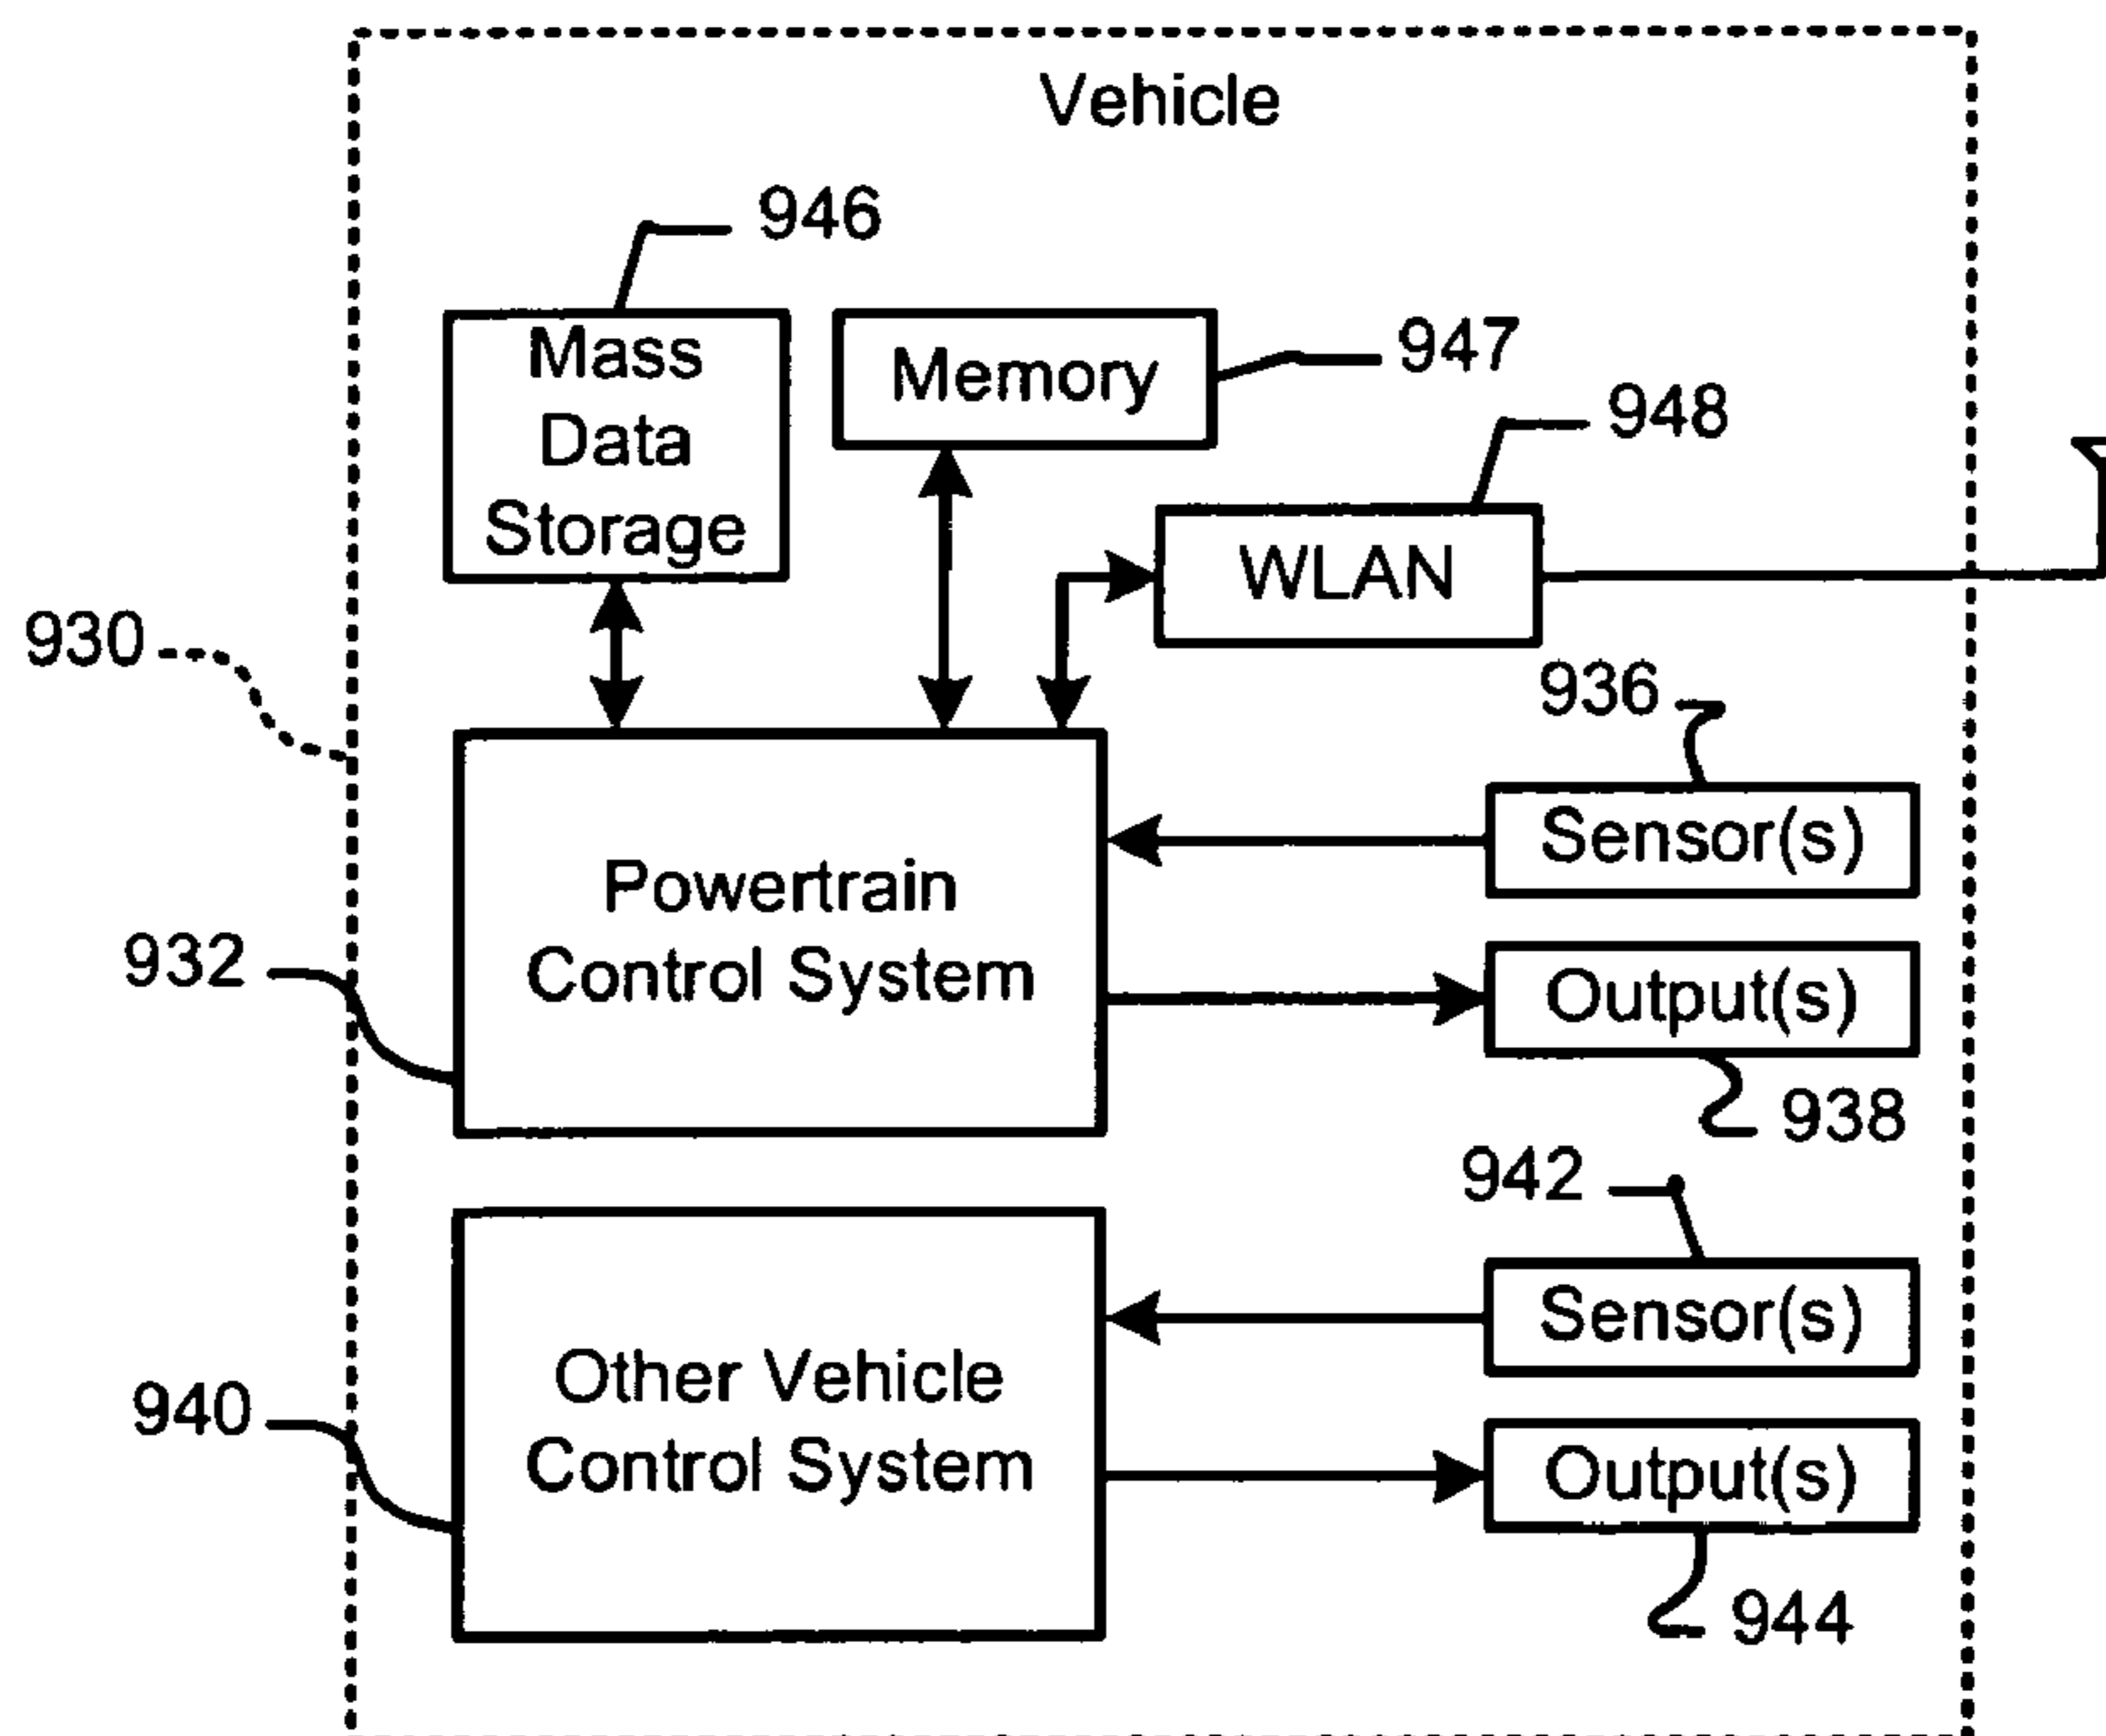 Vehicle
946
Mass
Data
Storage
Memory
947
948
WLAN
930
936
Sensor(s)
Powertrain
Control System
932
Output(s)
938
942
Sensor(s)
Other Vehicle
Control System
940
Output(s)
944